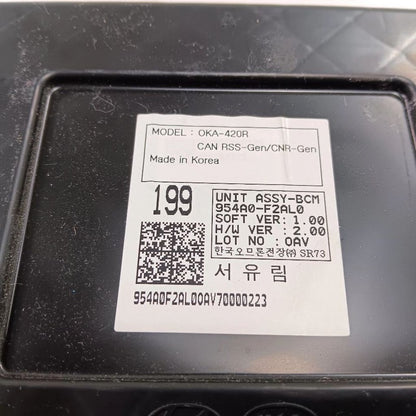 MODEL : OKA-420R
CAN RSS-Gen/CNR-Gen
Made in Korea
199
UNIT ASSY-BCM
954A0-F2AL0
SOFT VER: 1.00
H/W VER : 2.00
LOT NO : 0AV
한국오므론전장㈜ SR73
서유림
954A0F2AL00AV70000223